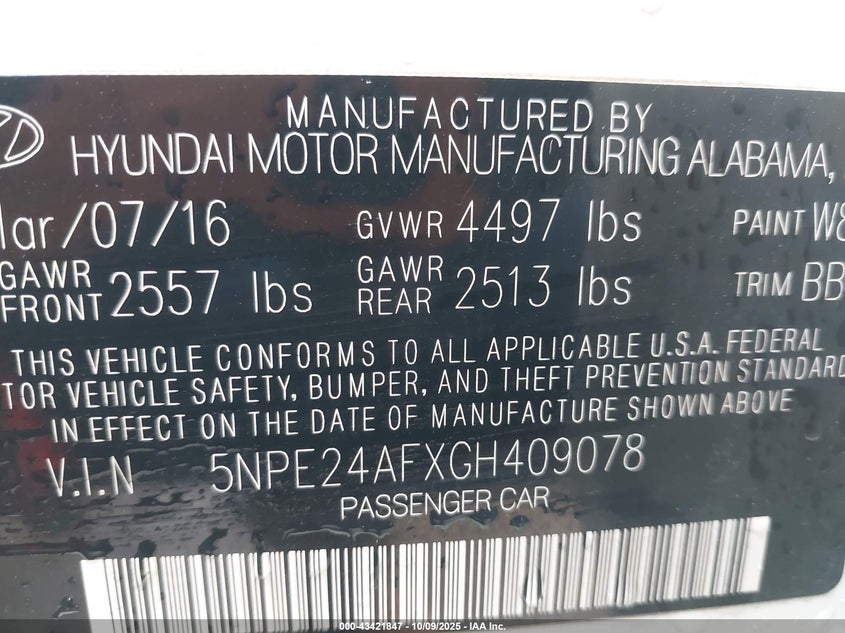 MANUFACTURED BY
HYUNDAI MOTOR MANUFACTURING ALABAMA,
Mar/07/16 GVWR 4497 lbs PAINT W8
GAWR FRONT 2557 lbs GAWR REAR 2513 lbs TRIM BB
THIS VEHICLE CONFORMS TO ALL APPLICABLE U.S.A. FEDERAL
TOR VEHICLE SAFETY, BUMPER, AND THEFT PREVENTION STANDARD
IN EFFECT ON THE DATE OF MANUFACTURE SHOWN ABOVE
V.I.N 5NPE24AFXGH409078
PASSENGER CAR
000-43421847 - 10/09/2025 - IAA Inc.